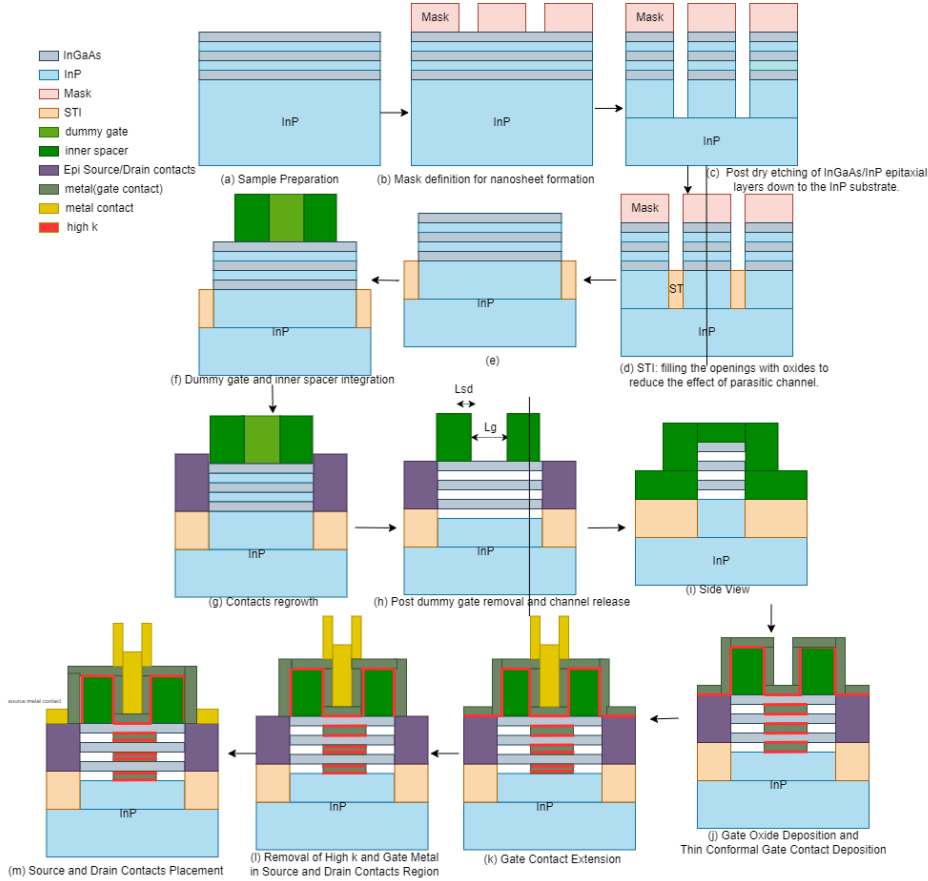 InGaAs
InP
Mask
STI
dummy gate
inner spacer
Epi Source/Drain contacts
metal(gate contact)
metal contact
high k
InP
(a) Sample Preparation
Mask
InP
(b) Mask definition for nanosheet formation
Mask
InP
(c) Post dry etching of InGaAs/InP epitaxial
layers down to the InP substrate.
Mask
ST
InP
(d) STI: filling the openings with oxides to
reduce the effect of parasitic channel.
InP
(e)
InP
(f) Dummy gate and inner spacer integration
InP
(g) Contacts regrowth
Lsd
Lg
InP
(h) Post dummy gate removal and channel release
InP
(i) Side View
InP
(j) Gate Oxide Deposition and
Thin Conformal Gate Contact Deposition
InP
(k) Gate Contact Extension
InP
(l) Removal of High k and Gate Metal
in Source and Drain Contacts Region
source metal contact
InP
(m) Source and Drain Contacts Placement